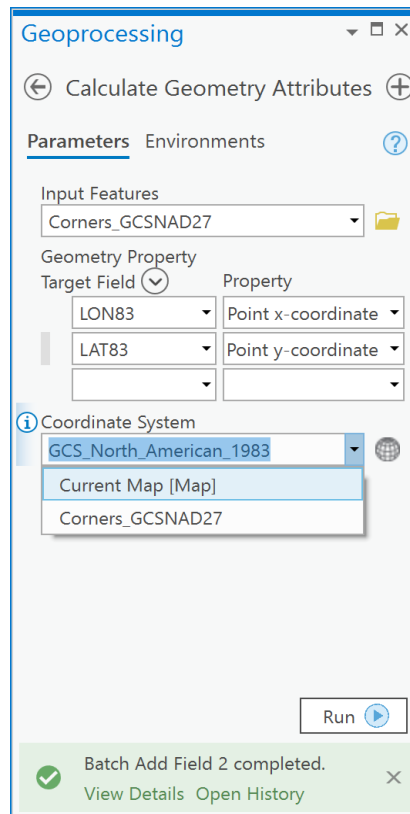 Geoprocessing
Calculate Geometry Attributes
Parameters Environments
Input Features
Corners_GCSNAD27
Geometry Property
Target Field Property
LON83 Point x-coordinate
LAT83 Point y-coordinate
Coordinate System
GCS_North_American_1983
Current Map [Map]
Corners_GCSNAD27
Run
Batch Add Field 2 completed.
View Details Open History